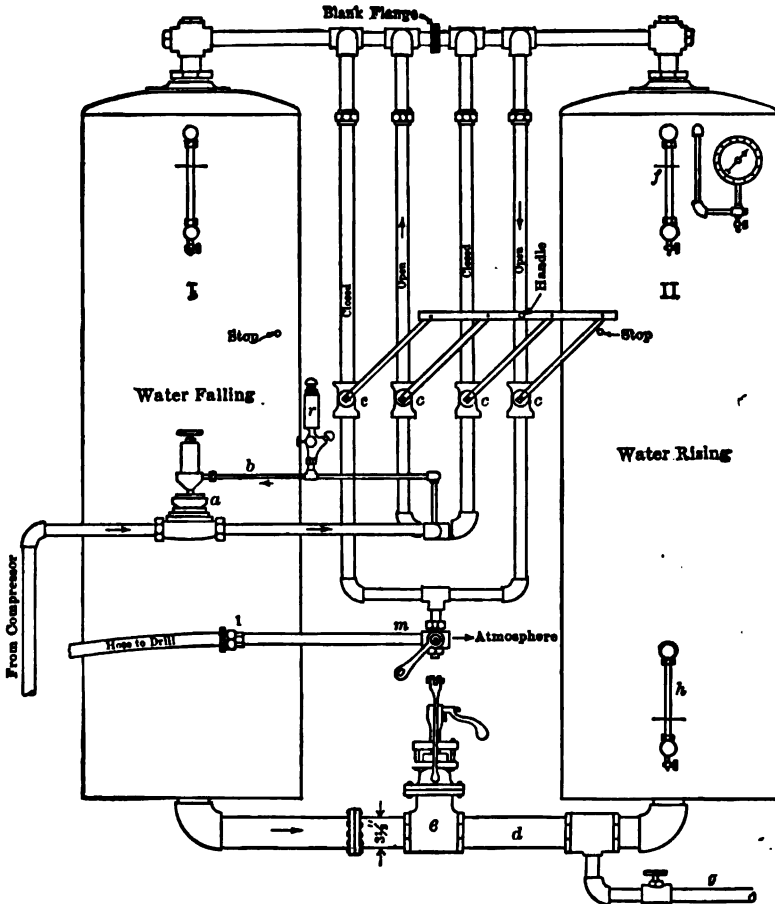 Blank Flange
f
I
II
Closed
Open
Closed
Open
Handle
Stop
Stop
Water Falling
r
c
c
c
c
Water Rising
b
a
From Compressor
Hose to Drill
l
m
Atmosphere
h
3½"
e
d
g